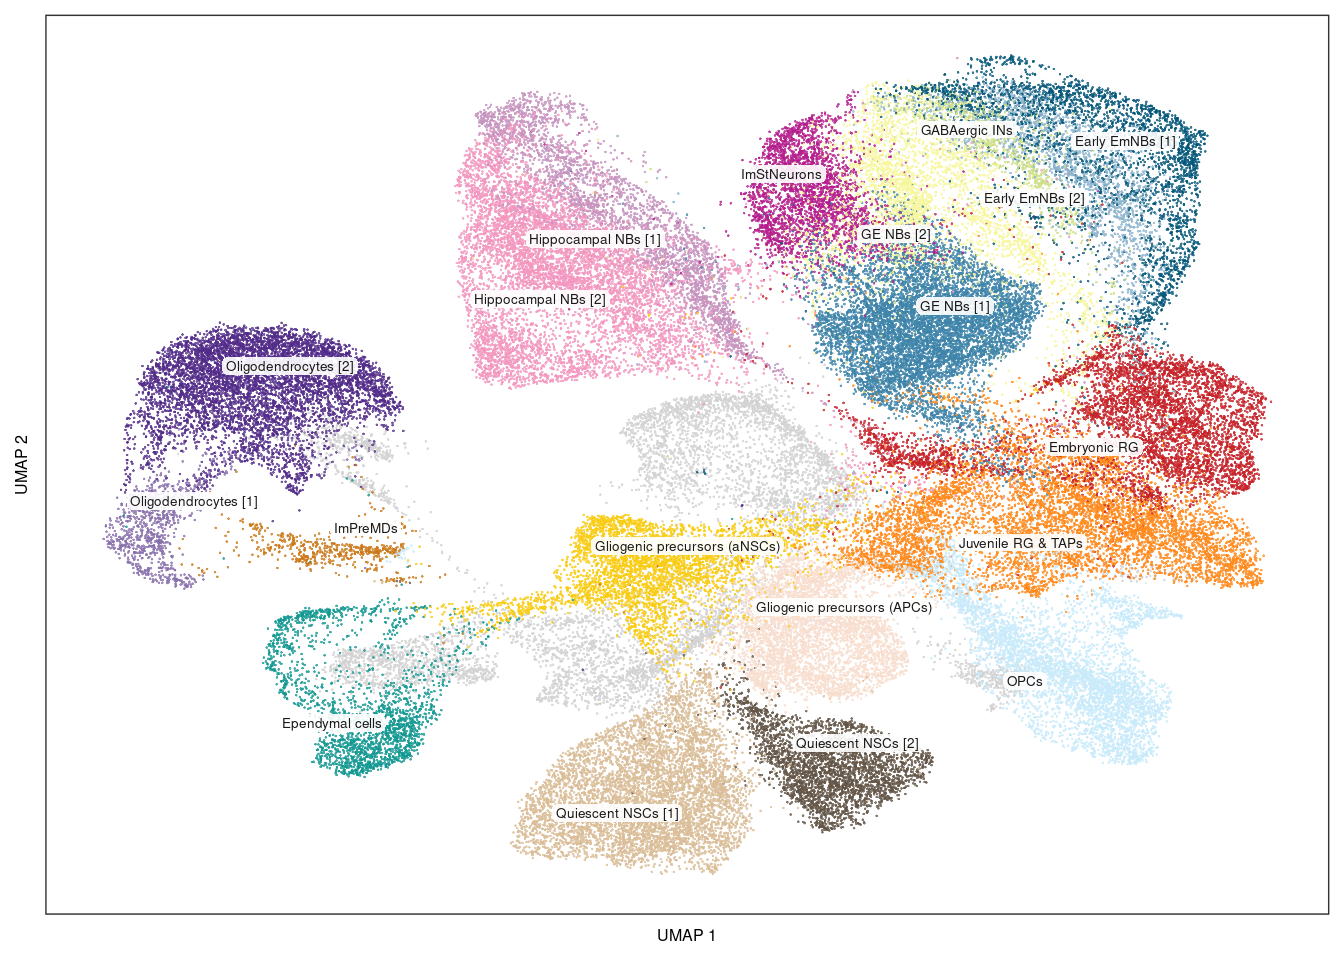 GABAergic INs
Early EmNBs [1]
ImStNeurons
Early EmNBs [2]
GE NBs [2]
Hippocampal NBs [1]
Hippocampal NBs [2]
GE NBs [1]
Oligodendrocytes [2]
Embryonic RG
Oligodendrocytes [1]
ImPreMDs
Gliogenic precursors (aNSCs)
Juvenile RG & TAPs
Gliogenic precursors (APCs)
OPCs
Ependymal cells
Quiescent NSCs [2]
Quiescent NSCs [1]
UMAP 2
UMAP 1